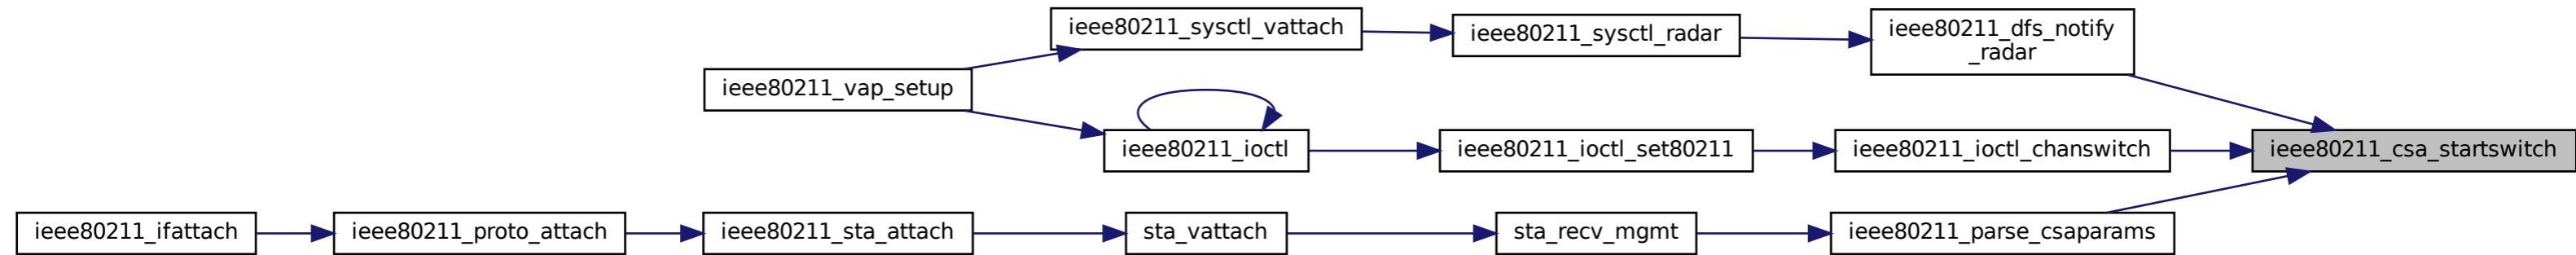 ieee80211_sysctl_vattach
ieee80211_sysctl_radar
ieee80211_dfs_notify
_radar
ieee80211_vap_setup
ieee80211_ioctl
ieee80211_ioctl_set80211
ieee80211_ioctl_chanswitch
ieee80211_csa_startswitch
ieee80211_ifattach
ieee80211_proto_attach
ieee80211_sta_attach
sta_vattach
sta_recv_mgmt
ieee80211_parse_csaparams